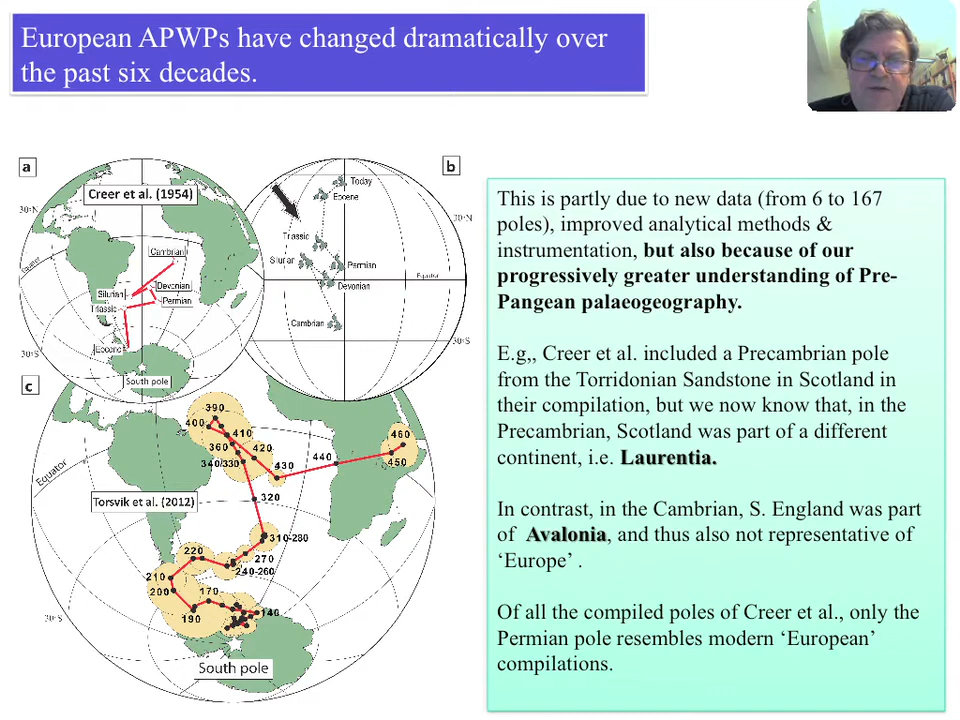 European APWPs have changed dramatically over
the past six decades.
a
b
Creer et al. (1954)
30°N
Equator
Cambrian
Devonian
Silurian
Permian
Triassic
Eocene
30°S
South pole
Today
Eocene
30°N
Triassic
Silurian
Permian
Equator
Devonian
Cambrian
30°S
c
390
400
410
460
360
420
450
340/330
430
440
Equator
Torsvik et al. (2012)
320
310-280
220
270
240-260
210
200
170
140
190
30°S
South pole
This is partly due to new data (from 6 to 167
poles), improved analytical methods &
instrumentation, but also because of our
progressively greater understanding of Pre-
Pangean palaeogeography.
E.g,, Creer et al. included a Precambrian pole
from the Torridonian Sandstone in Scotland in
their compilation, but we now know that, in the
Precambrian, Scotland was part of a different
continent, i.e. Laurentia.
In contrast, in the Cambrian, S. England was part
of Avalonia, and thus also not representative of
‘Europe’ .
Of all the compiled poles of Creer et al., only the
Permian pole resembles modern ‘European’
compilations.